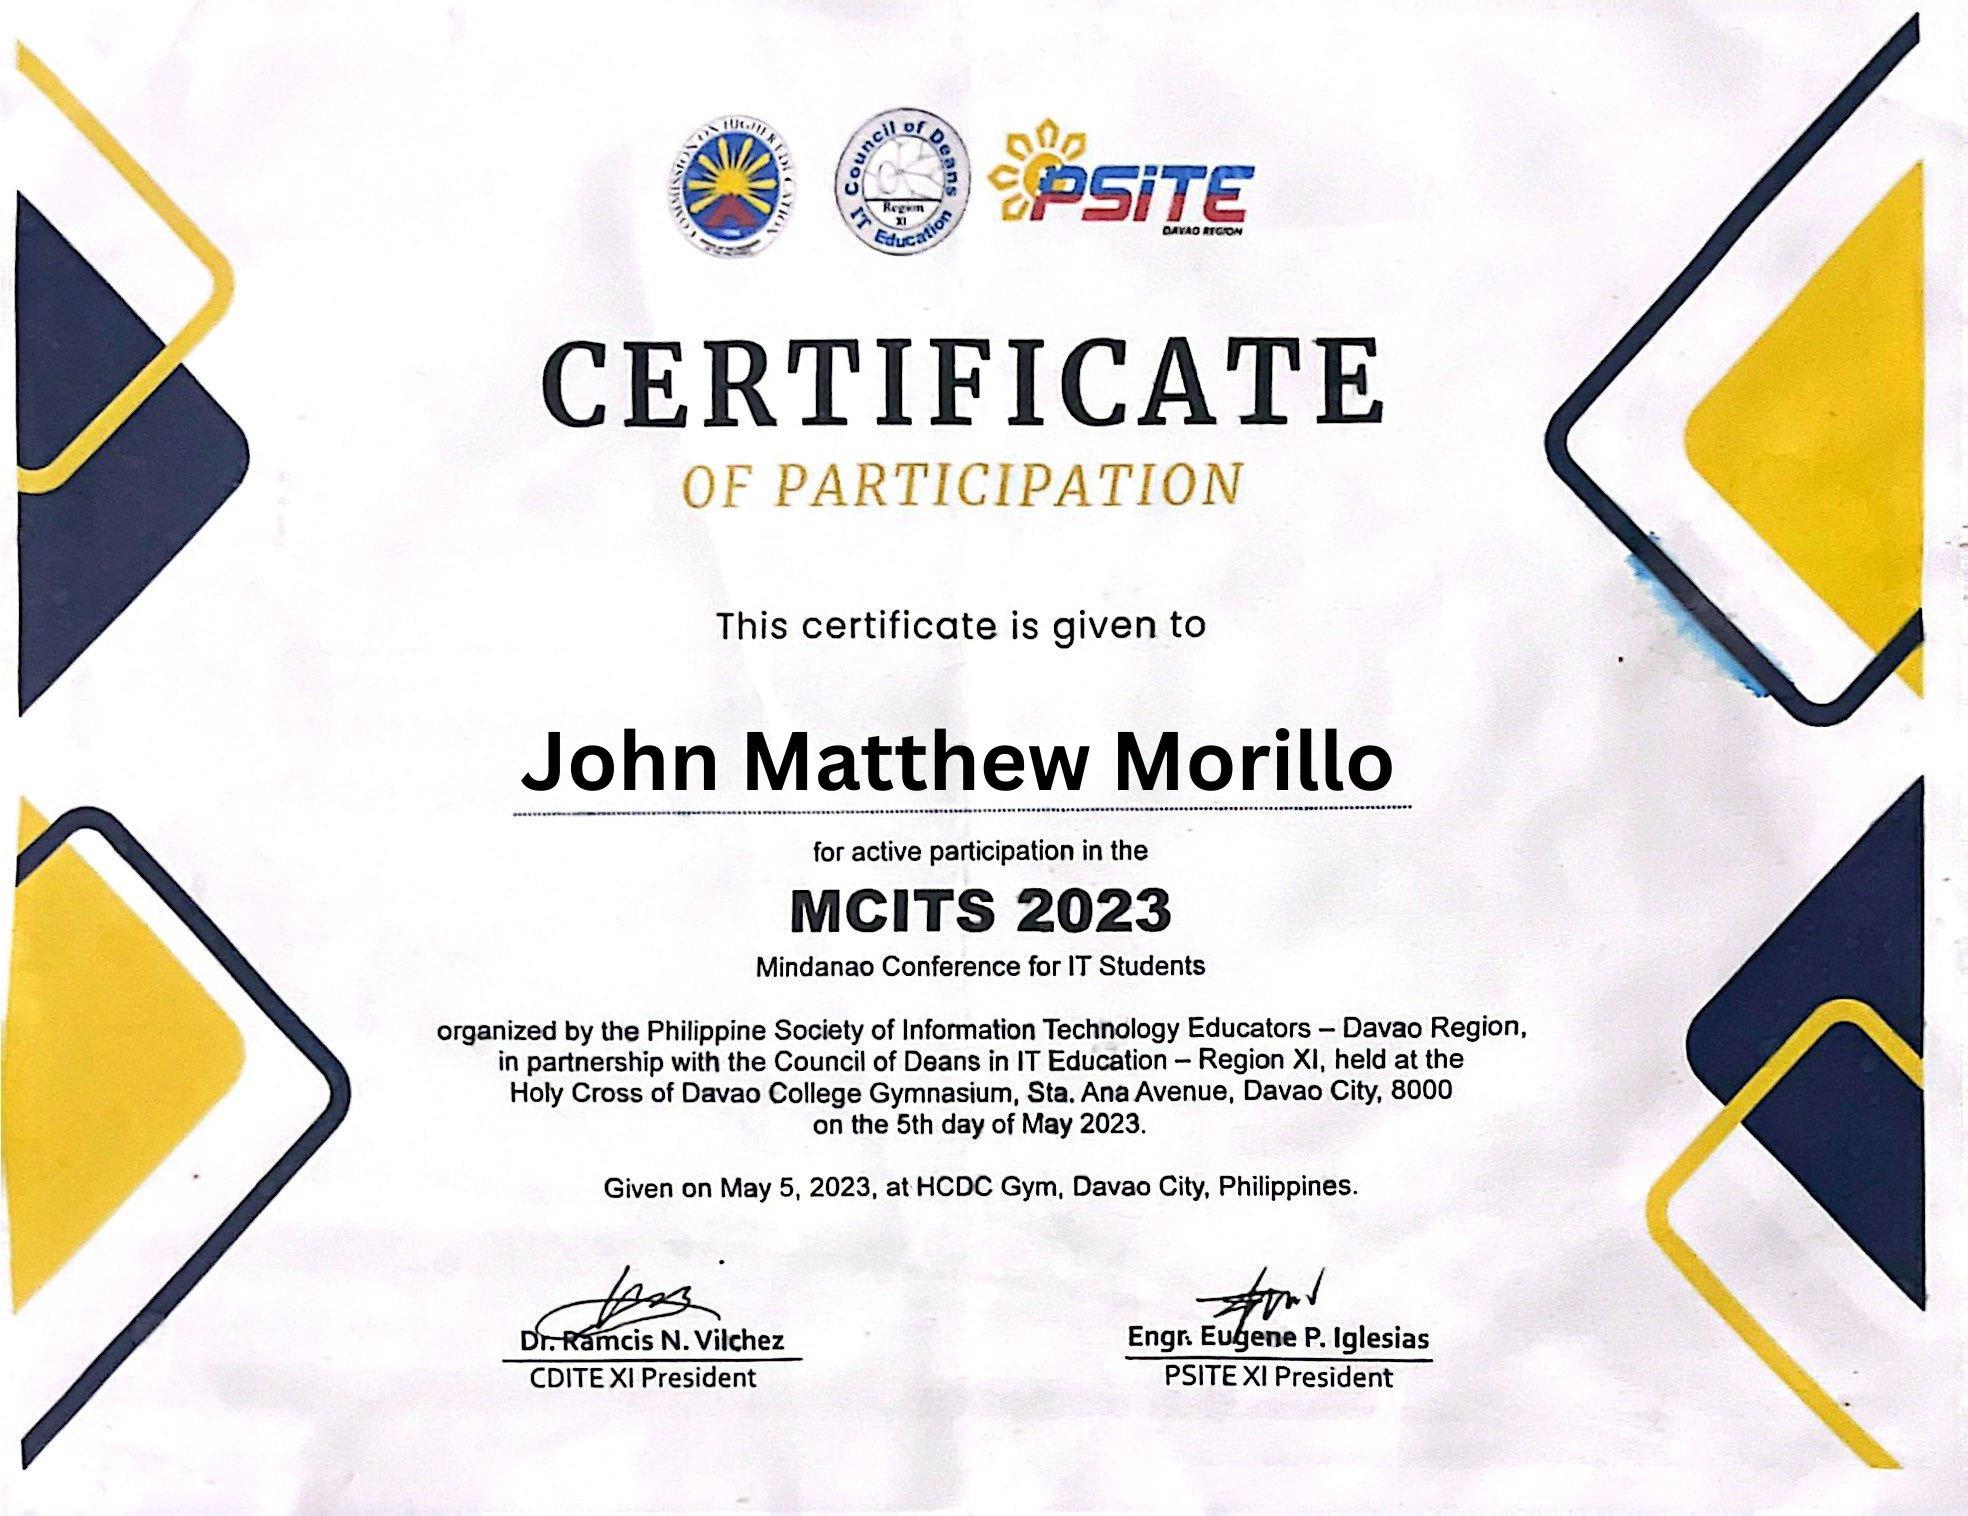 COMMISSION ON HIGHER EDUCATION
Council of Deans
Region
XI
IT Education
PSITE
DAVAO REGION
CERTIFICATE
OF PARTICIPATION
This certificate is given to
John Matthew Morillo
for active participation in the
MCITS 2023
Mindanao Conference for IT Students
organized by the Philippine Society of Information Technology Educators – Davao Region,
in partnership with the Council of Deans in IT Education – Region XI, held at the
Holy Cross of Davao College Gymnasium, Sta. Ana Avenue, Davao City, 8000
on the 5th day of May 2023.
Given on May 5, 2023, at HCDC Gym, Davao City, Philippines.
Dr. Ramcis N. Vilchez
CDITE XI President
Engr. Eugene P. Iglesias
PSITE XI President